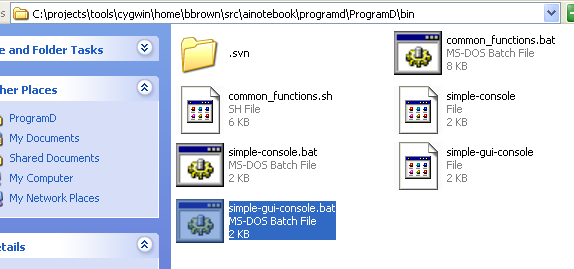 C:\projects\tools\cygwin\home\bbrown\src\ainotebook\programd\ProgramD\bin
e and Folder Tasks
ther Places
ProgramD
My Documents
Shared Documents
My Computer
My Network Places
etails
.svn
common_functions.bat
MS-DOS Batch File
8 KB
common_functions.sh
SH File
6 KB
simple-console
File
2 KB
simple-console.bat
MS-DOS Batch File
2 KB
simple-gui-console
File
2 KB
simple-gui-console.bat
MS-DOS Batch File
2 KB